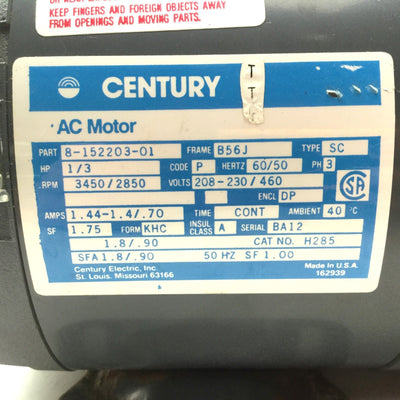 KEEP FINGERS AND FOREIGN OBJECTS AWAY
FROM OPENINGS AND MOVING PARTS.
CENTURY
T
T
AC Motor
PART 8-152203-01 FRAME B56J TYPE SC
HP 1/3 CODE P HERTZ 60/50 PH 3
RPM 3450/2850 VOLTS 208-230/460
ENCL DP
SA
AMPS 1.44-1.4/.70 TIME CONT AMBIENT 40 °C
SF 1.75 FORM KHC INSUL CLASS A SERIAL BA12
1.8/.90 CAT NO. H285
SFA 1.8/.90 50 HZ SF 1.00
Century Electric, Inc.
St. Louis, Missouri 63166
Made In U.S.A.
162939